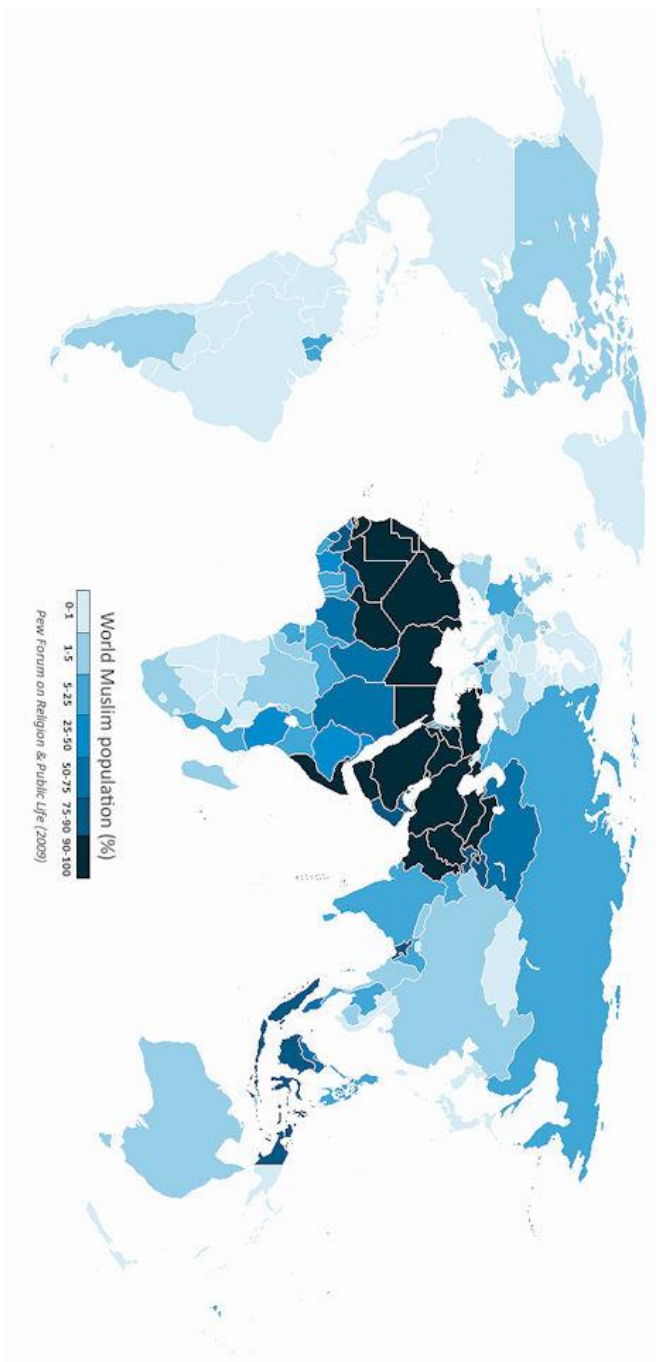 World Muslim population (%)
0-1 1-5 5-25 25-50 50-75 75-90 90-100
Pew Forum on Religion & Public Life (2009)